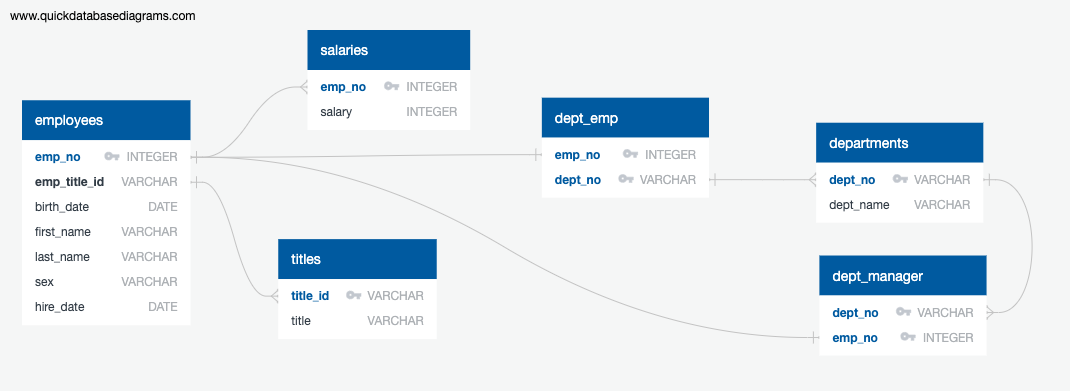 www.quickdatabasediagrams.com
salaries
emp_no INTEGER
salary INTEGER
employees
emp_no INTEGER
emp_title_id VARCHAR
birth_date DATE
first_name VARCHAR
last_name VARCHAR
sex VARCHAR
hire_date DATE
titles
title_id VARCHAR
title VARCHAR
dept_emp
emp_no INTEGER
dept_no VARCHAR
departments
dept_no VARCHAR
dept_name VARCHAR
dept_manager
dept_no VARCHAR
emp_no INTEGER